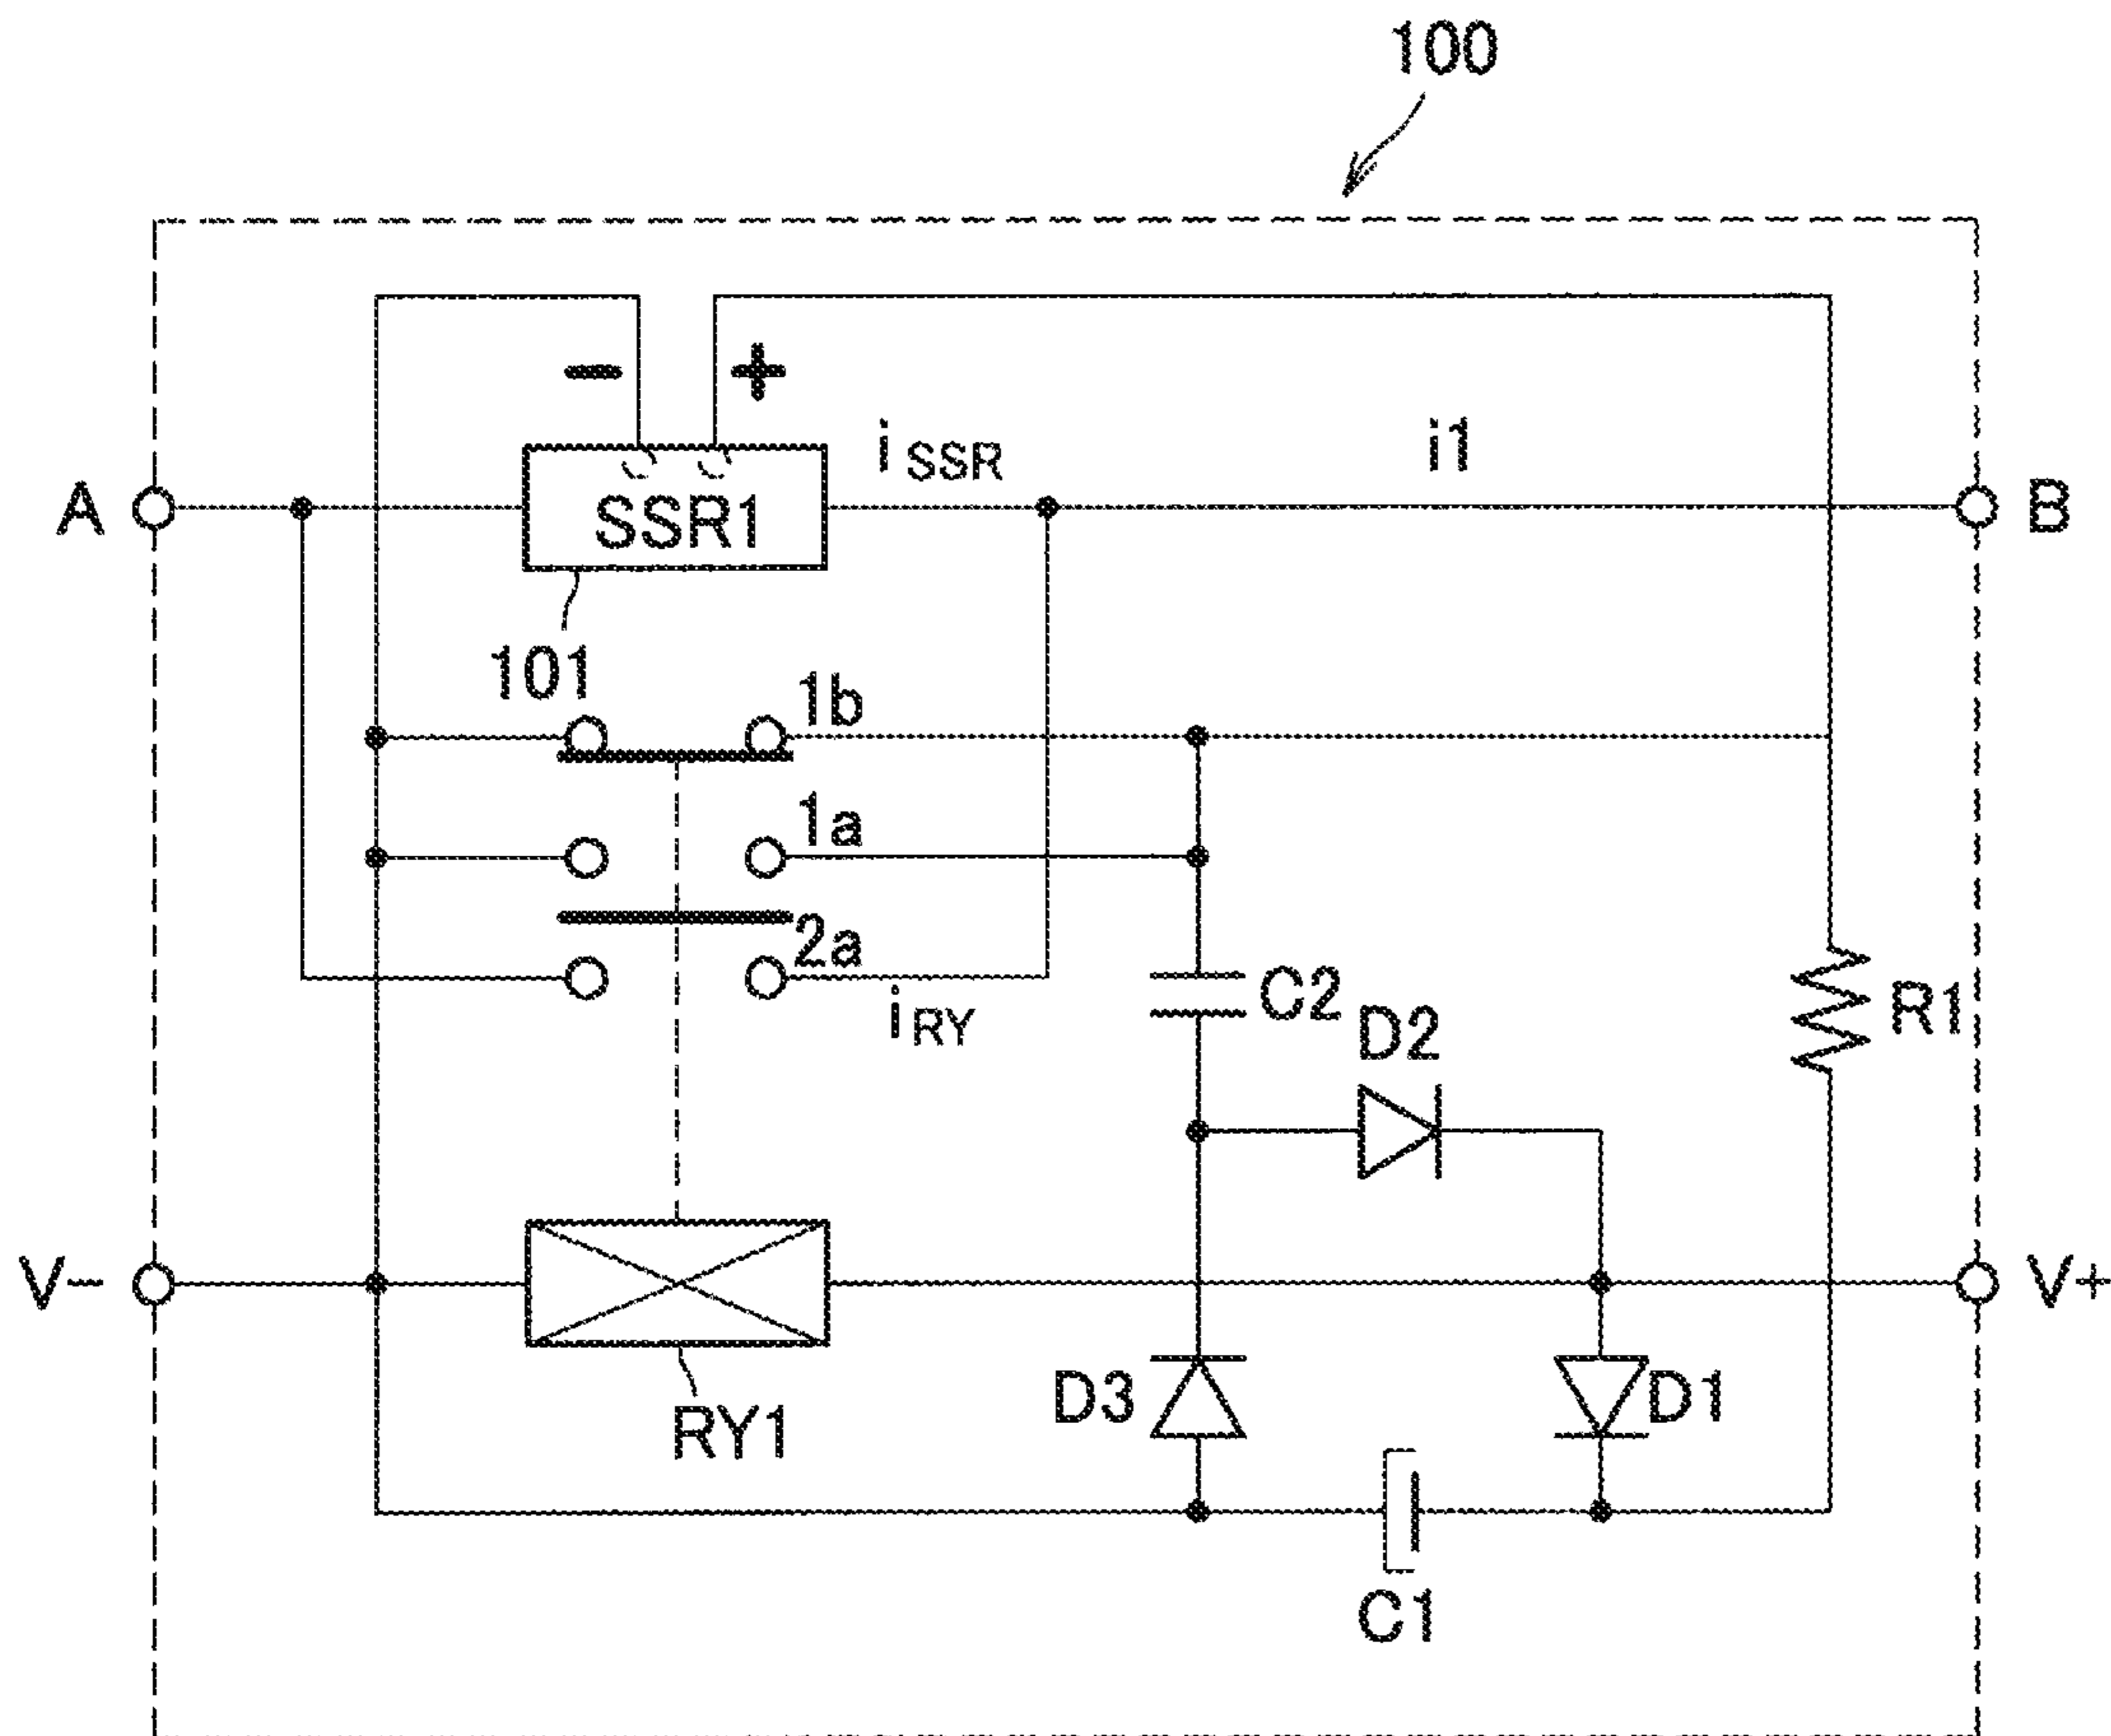 100
− +
i SSR
i1
A
SSR1
B
101
1b
1a
2a
i RY
C2
D2
R1
V−
V+
RY1
D3
D1
C1